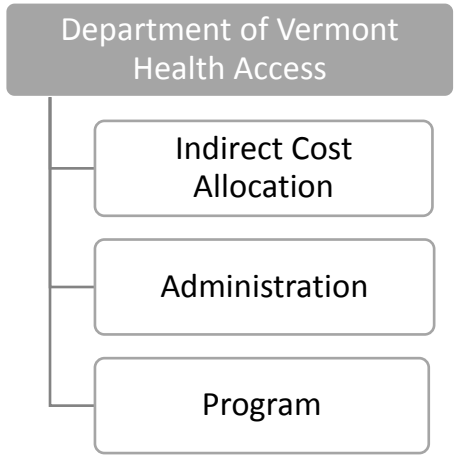 Department of Vermont
Health Access
Indirect Cost
Allocation
Administration
Program